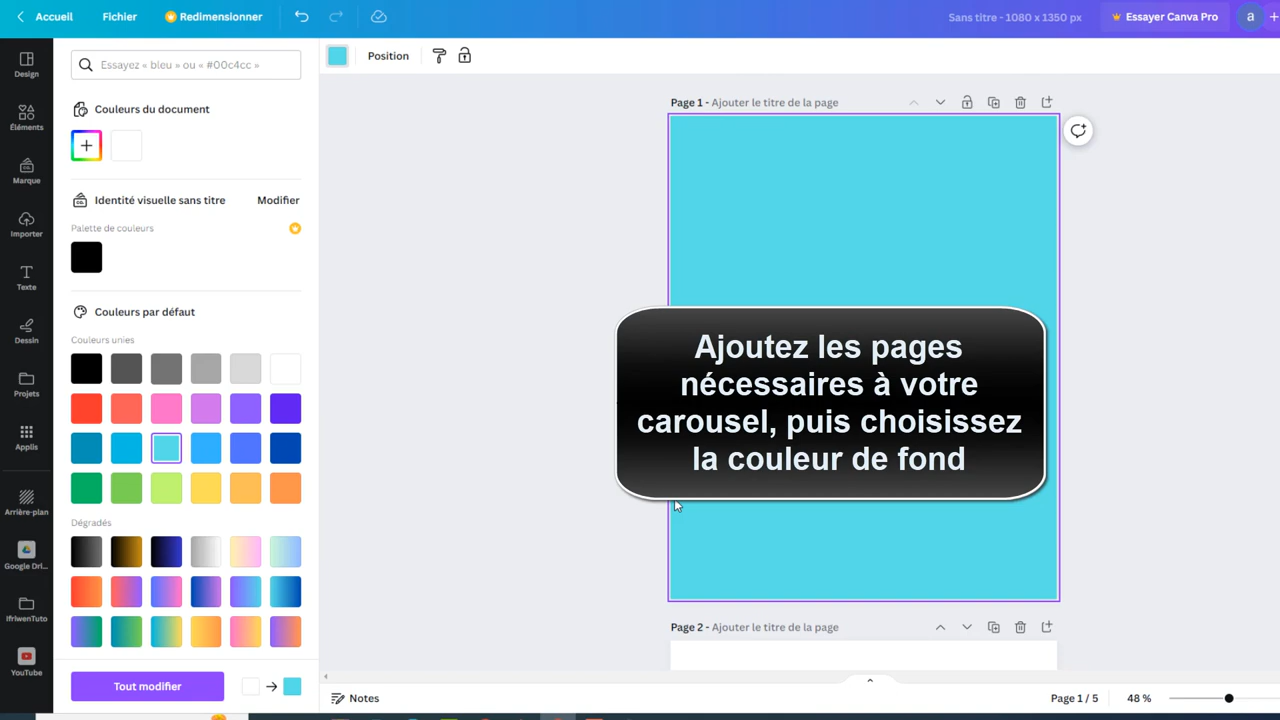 Accueil
Fichier
Redimensionner
Sans titre - 1080 x 1350 px
Essayer Canva Pro
a
Design
Éléments
Marque
Importer
Texte
Dessin
Projets
Applis
Arrière-plan
Google Dri...
IfriwenTuto
YouTube
Essayez « bleu » ou « #00c4cc »
Couleurs du document
Identité visuelle sans titre
Modifier
Palette de couleurs
Couleurs par défaut
Couleurs unies
Dégradés
Tout modifier
Position
Page 1 - Ajouter le titre de la page
Ajoutez les pages
nécessaires à votre
carousel, puis choisissez
la couleur de fond
Page 2 - Ajouter le titre de la page
Notes
Page 1 / 5
48 %